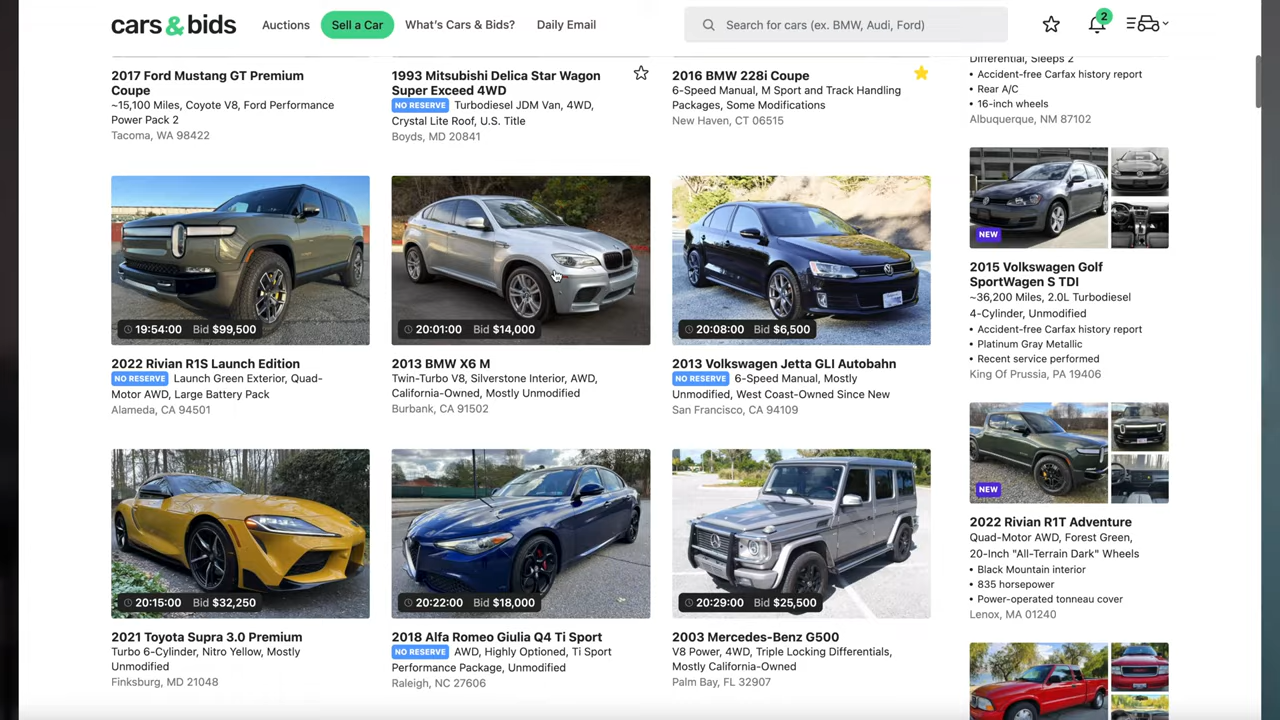 cars & bids
Auctions
Sell a Car
What's Cars & Bids?
Daily Email
Search for cars (ex. BMW, Audi, Ford)
2
2017 Ford Mustang GT Premium
Coupe
~15,100 Miles, Coyote V8, Ford Performance
Power Pack 2
Tacoma, WA 98422
1993 Mitsubishi Delica Star Wagon
Super Exceed 4WD
NO RESERVE Turbodiesel JDM Van, 4WD,
Crystal Lite Roof, U.S. Title
Boyds, MD 20841
2016 BMW 228i Coupe
6-Speed Manual, M Sport and Track Handling
Packages, Some Modifications
New Haven, CT 06515
19:54:00 Bid $99,500
2022 Rivian R1S Launch Edition
NO RESERVE Launch Green Exterior, Quad-
Motor AWD, Large Battery Pack
Alameda, CA 94501
20:01:00 Bid $14,000
2013 BMW X6 M
Twin-Turbo V8, Silverstone Interior, AWD,
California-Owned, Mostly Unmodified
Burbank, CA 91502
20:08:00 Bid $6,500
2013 Volkswagen Jetta GLI Autobahn
NO RESERVE 6-Speed Manual, Mostly
Unmodified, West Coast-Owned Since New
San Francisco, CA 94109
20:15:00 Bid $32,250
2021 Toyota Supra 3.0 Premium
Turbo 6-Cylinder, Nitro Yellow, Mostly
Unmodified
Finksburg, MD 21048
20:22:00 Bid $18,000
2018 Alfa Romeo Giulia Q4 Ti Sport
NO RESERVE AWD, Highly Optioned, Ti Sport
Performance Package, Unmodified
Raleigh, NC 27606
20:29:00 Bid $25,500
2003 Mercedes-Benz G500
V8 Power, 4WD, Triple Locking Differentials,
Mostly California-Owned
Palm Bay, FL 32907
Differential, Sleeps 2
• Accident-free Carfax history report
• Rear A/C
• 16-inch wheels
Albuquerque, NM 87102
NEW
2015 Volkswagen Golf
SportWagen S TDI
~36,200 Miles, 2.0L Turbodiesel
4-Cylinder, Unmodified
• Accident-free Carfax history report
• Platinum Gray Metallic
• Recent service performed
King Of Prussia, PA 19406
NEW
2022 Rivian R1T Adventure
Quad-Motor AWD, Forest Green,
20-Inch "All-Terrain Dark" Wheels
• Black Mountain interior
• 835 horsepower
• Power-operated tonneau cover
Lenox, MA 01240